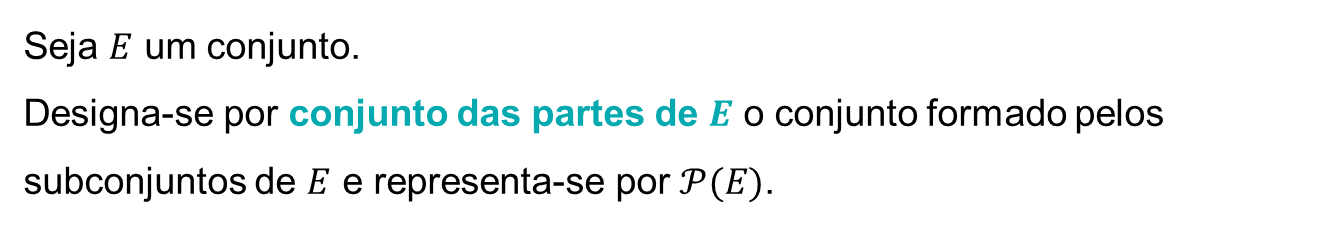 Seja E um conjunto.
Designa-se por conjunto das partes de E o conjunto formado pelos
subconjuntos de E e representa-se por 𝒫(E).